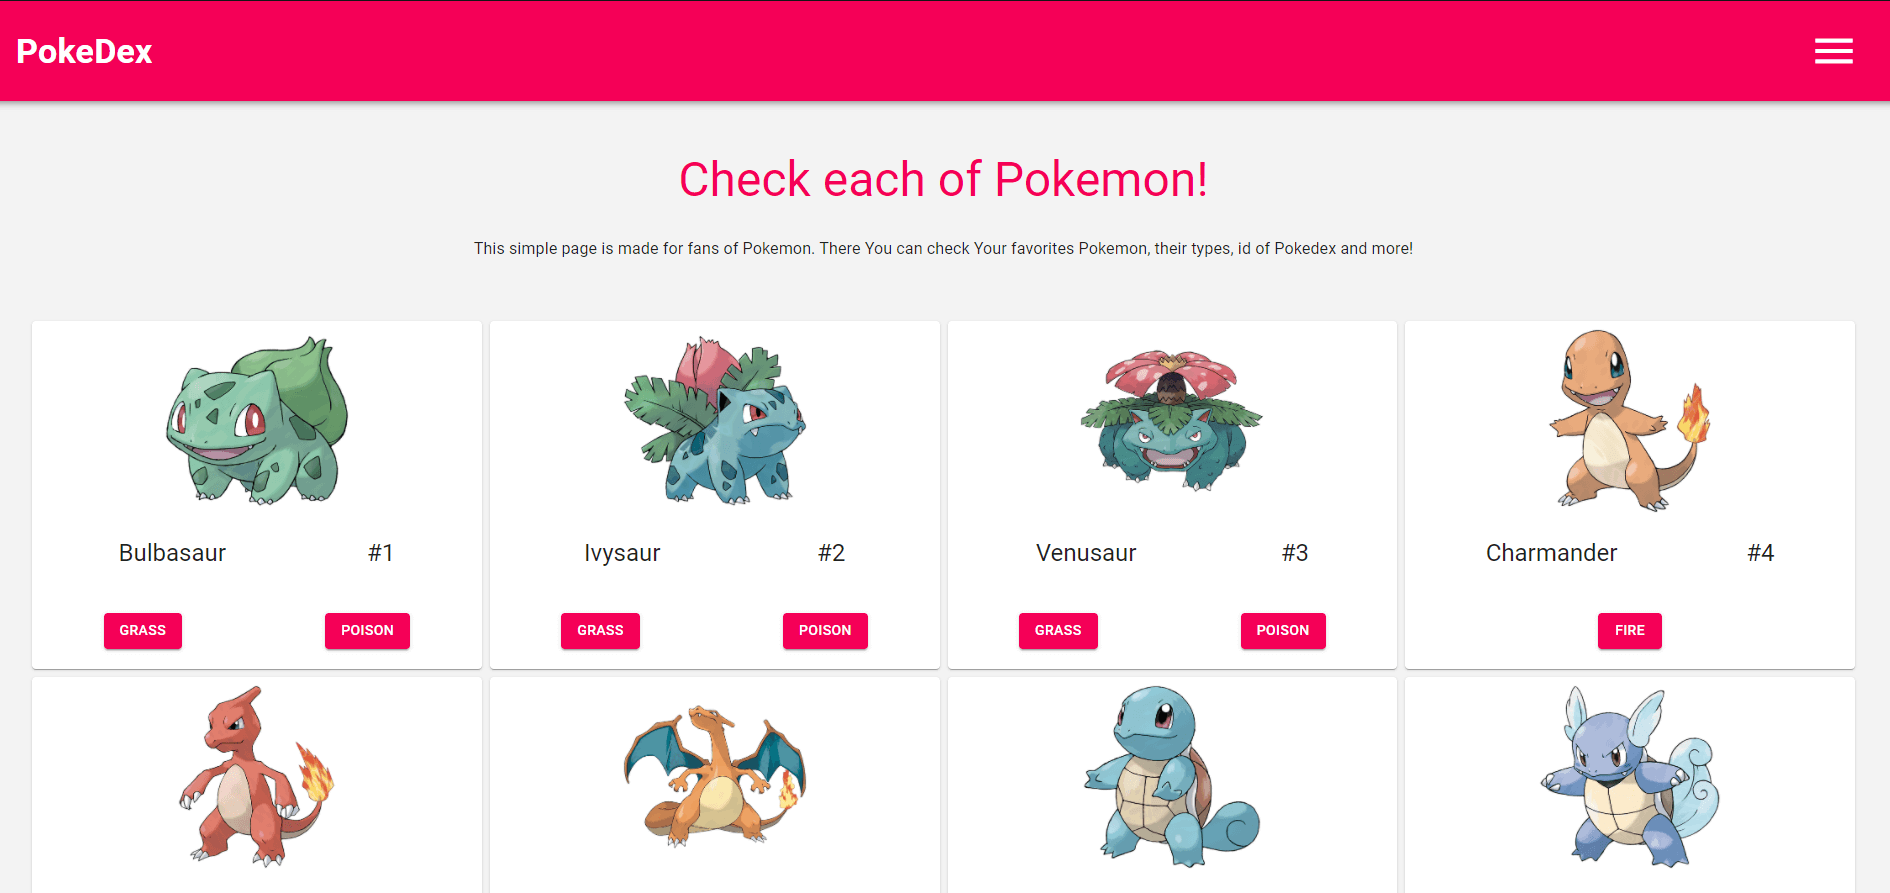 PokeDex
Check each of Pokemon!
This simple page is made for fans of Pokemon. There You can check Your favorites Pokemon, their types, id of Pokedex and more!
Bulbasaur #1
Ivysaur #2
Venusaur #3
Charmander #4
GRASS POISON
GRASS POISON
GRASS POISON
FIRE